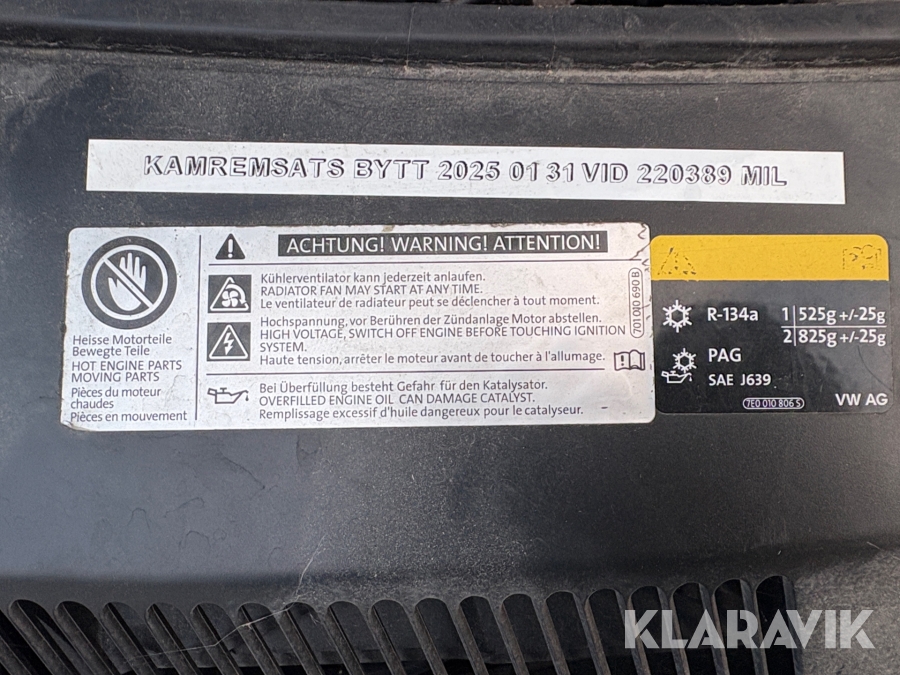 KAMREMSATS BYTT 2025 01 31 VID 220389 MIL
ACHTUNG! WARNING! ATTENTION!
Kühlerventilator kann jederzeit anlaufen.
RADIATOR FAN MAY START AT ANY TIME.
Le ventilateur de radiateur peut se déclencher à tout moment.
Hochspannung, vor Berühren der Zündanlage Motor abstellen.
HIGH VOLTAGE, SWITCH OFF ENGINE BEFORE TOUCHING IGNITION
SYSTEM.
Haute tension, arrêter le moteur avant de toucher à l'allumage.
Bei Überfüllung besteht Gefahr für den Katalysator.
OVERFILLED ENGINE OIL CAN DAMAGE CATALYST.
Remplissage excessif d'huile dangereux pour le catalyseur.
Heisse Motorteile
Bewegte Teile
HOT ENGINE PARTS
MOVING PARTS
Pièces du moteur
chaudes
Pièces en mouvement
7010J0 690 B
R-134a 1 525g +/-25g
2 825g +/-25g
PAG
SAE J639
7E0 010 806 S
VW AG
KLARAVIK